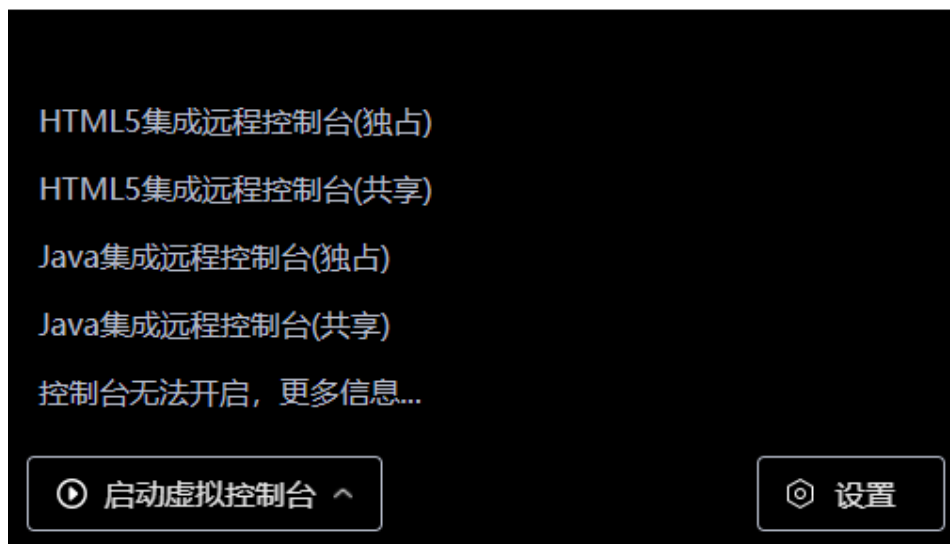 HTML5集成远程控制台(独占)
HTML5集成远程控制台(共享)
Java集成远程控制台(独占)
Java集成远程控制台(共享)
控制台无法开启，更多信息...
启动虚拟控制台
设置